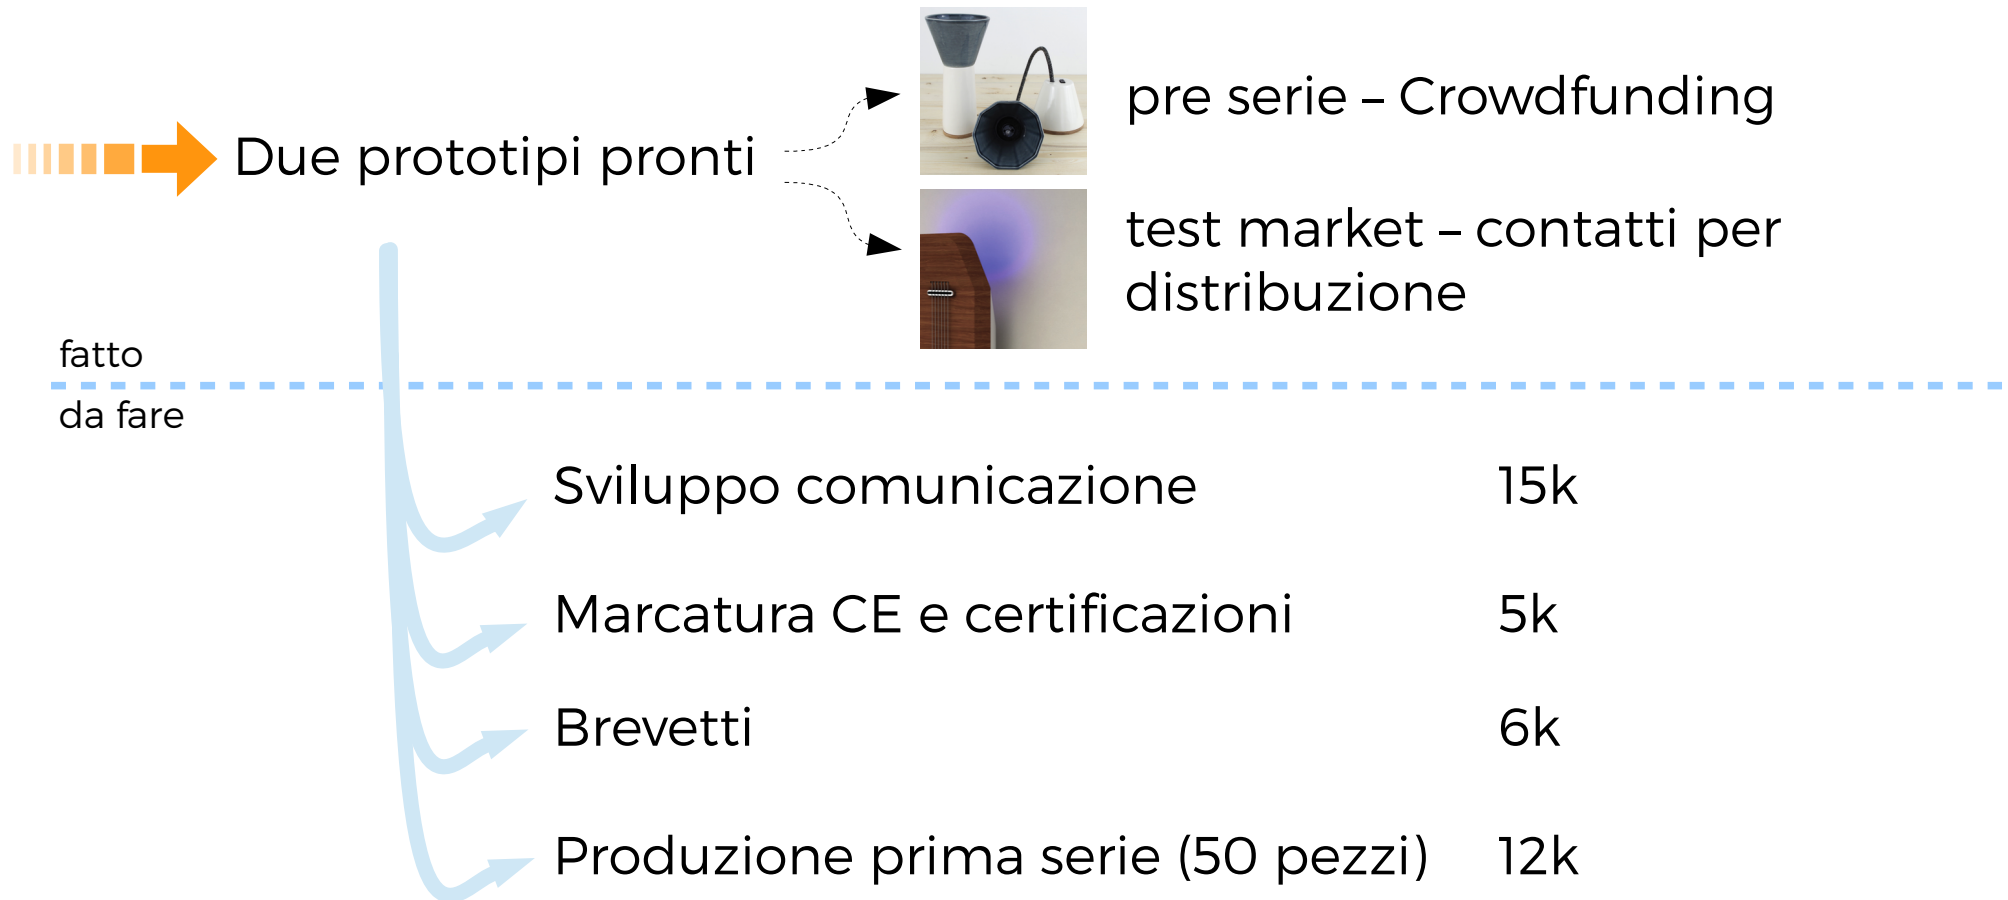 Due prototipi pronti
pre serie – Crowdfunding
test market – contatti per
distribuzione
fatto
da fare
Sviluppo comunicazione 15k
Marcatura CE e certificazioni 5k
Brevetti 6k
Produzione prima serie (50 pezzi) 12k